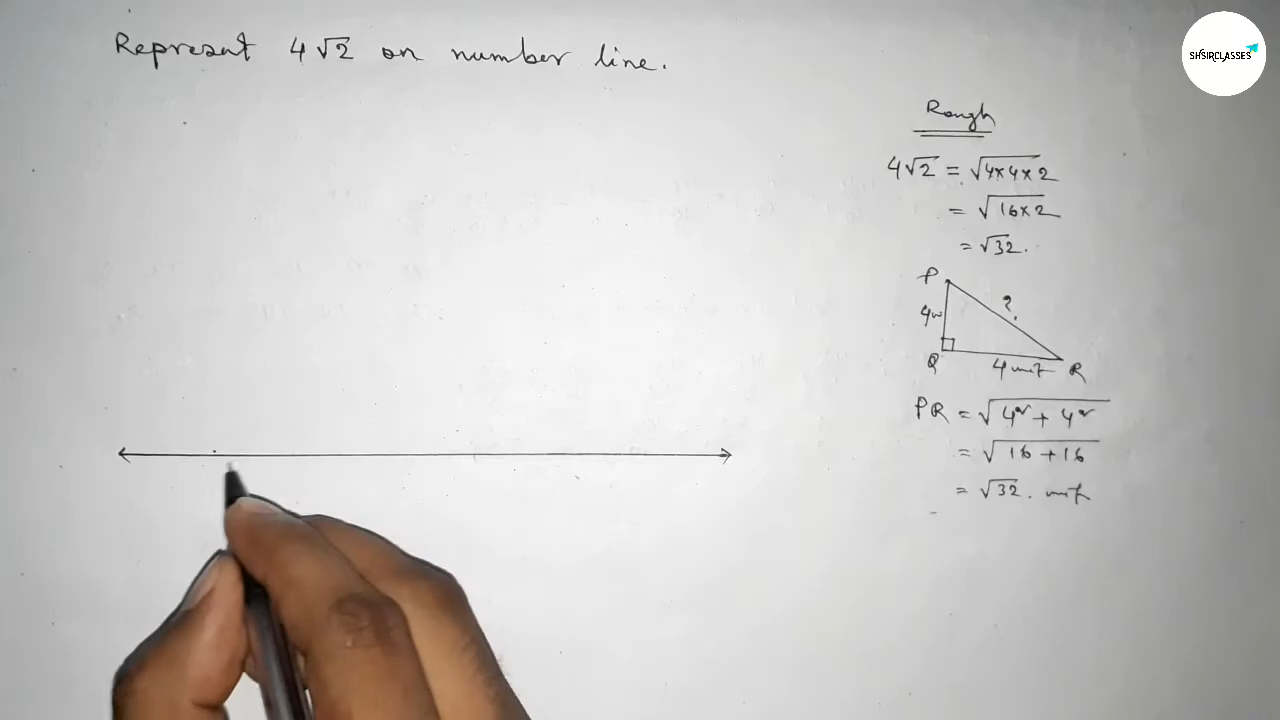 Represent 4√2 on number line.
SHSIRCLASSES
Rough
4√2 = √4×4×2
= √16×2
= √32.
P
?
4u
Q
4 unit R
PR = √4² + 4²
= √16 + 16
= √32. unit